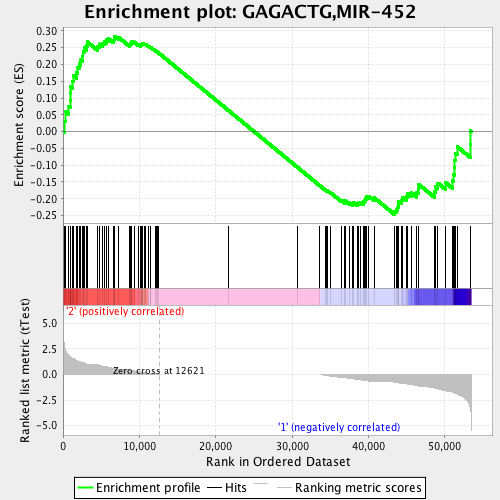 Enrichment plot: GAGACTG,MIR-452
Enrichment score (ES)
0.30
0.25
0.20
0.15
0.10
0.05
0.00
-0.05
-0.10
-0.15
-0.20
-0.25
'2' (positively correlated)
Ranking metric scores (tTest)
5.0
2.5
0.0
-2.5
-5.0
Zero cross at 12621
'1' (negatively correlated)
0
10,000
20,000
30,000
40,000
50,000
Rank in Ordered Dataset
Enrichment profile
Hits
Ranking metric scores